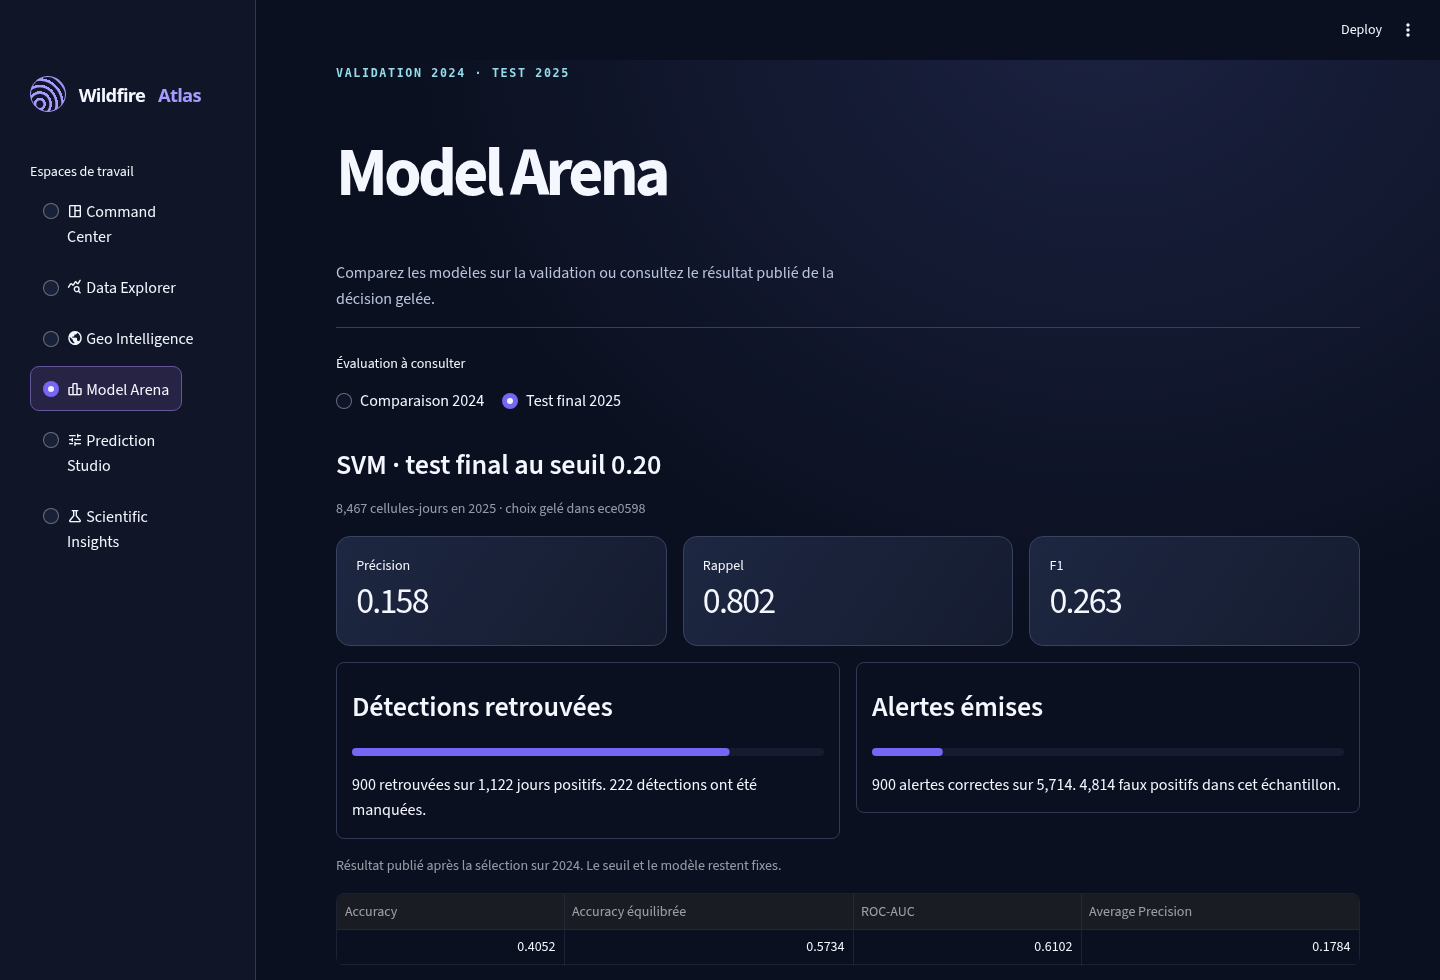 Deploy
Wildfire Atlas
Espaces de travail
Command
Center
Data Explorer
Geo Intelligence
Model Arena
Prediction
Studio
Scientific
Insights
VALIDATION 2024 · TEST 2025
Model Arena
Comparez les modèles sur la validation ou consultez le résultat publié de la
décision gelée.
Évaluation à consulter
Comparaison 2024
Test final 2025
SVM · test final au seuil 0.20
8,467 cellules-jours en 2025 · choix gelé dans ece0598
Précision
0.158
Rappel
0.802
F1
0.263
Détections retrouvées
900 retrouvées sur 1,122 jours positifs. 222 détections ont été
manquées.
Alertes émises
900 alertes correctes sur 5,714. 4,814 faux positifs dans cet échantillon.
Résultat publié après la sélection sur 2024. Le seuil et le modèle restent fixes.
Accuracy Accuracy équilibrée ROC-AUC Average Precision
0.4052 0.5734 0.6102 0.1784